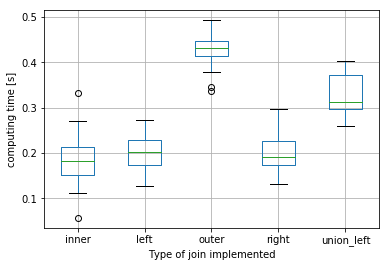 computing time [s]
0.5
0.4
0.3
0.2
0.1
inner left outer right union_left
Type of join implemented